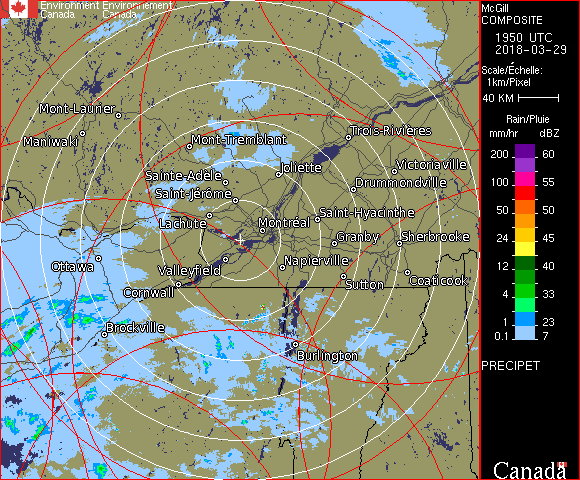 Environment Environnement
Canada Canada
McGill
COMPOSITE
1950 UTC
2018-03-29
Scale/Échelle:
1km/Pixel
40 KM
Rain/Pluie
mm/hr dBZ
200 60
100 55
50 50
24 45
12 40
4 33
1 23
0.1 7
PRECIPET
Canada
Mont-Laurier
Maniwaki
Mont-Tremblant
Trois-Rivières
Joliette
Victoriaville
Sainte-Adèle
Drummondville
Saint-Jérôme
Saint-Hyacinthe
Lachute
Montréal
Granby
Sherbrooke
Ottawa
Valleyfield
Napierville
Coaticook
Cornwall
Sutton
Brockville
Burlington